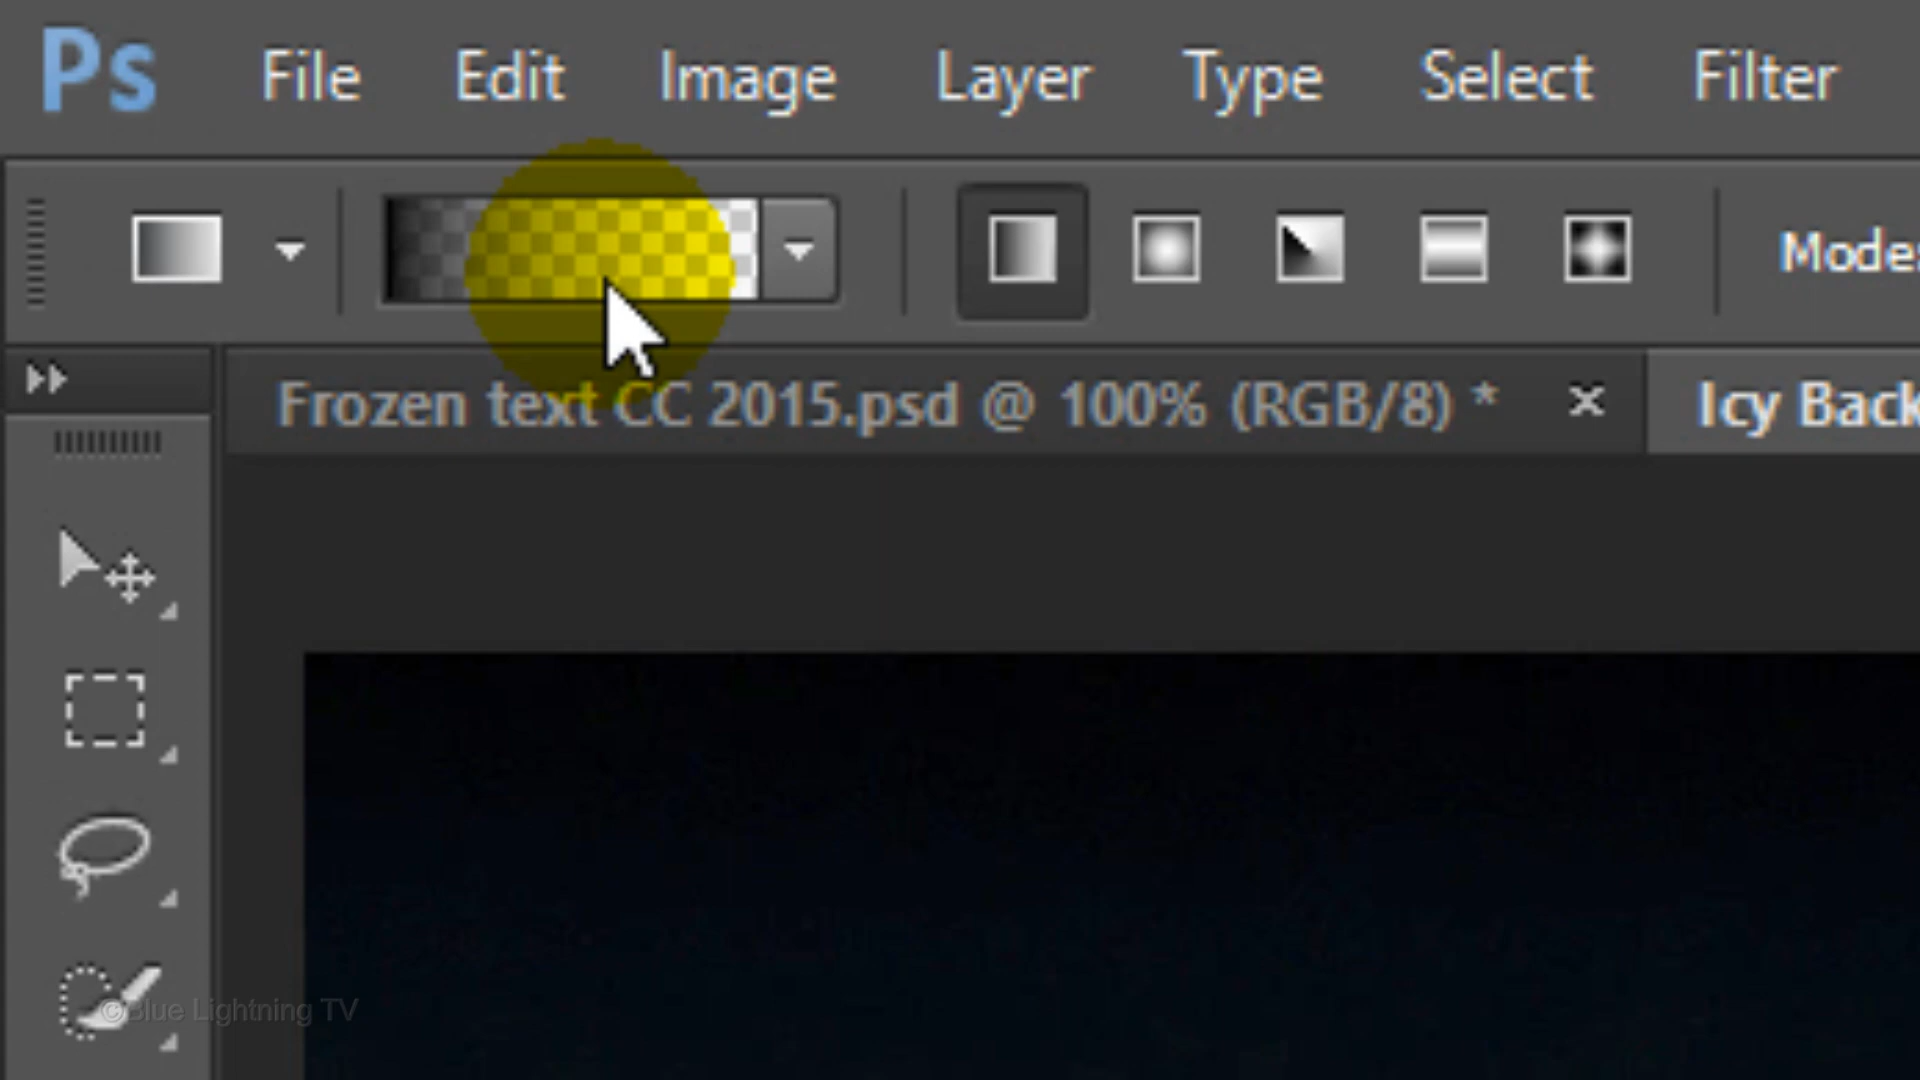 Ps File Edit Image Layer Type Select Filter
Mode:
Frozen text CC 2015.psd @ 100% (RGB/8) * × Icy Back
©Blue Lightning TV